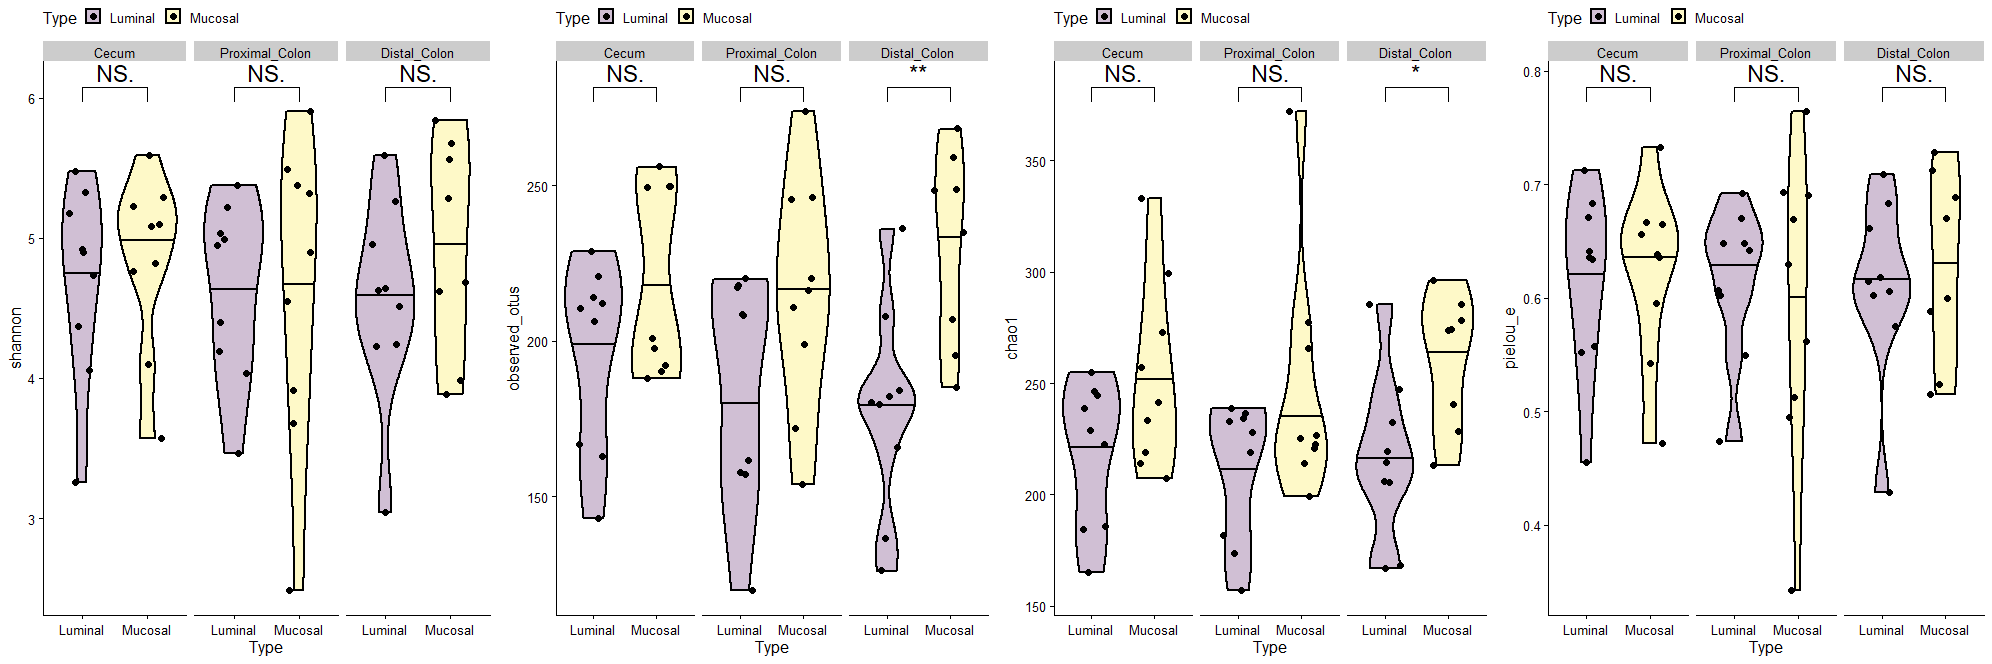 Type Luminal Mucosal
Cecum Proximal_Colon Distal_Colon
NS. NS. NS.
6
5
4
3
shannon
Luminal Mucosal Luminal Mucosal Luminal Mucosal
Type
Type Luminal Mucosal
Cecum Proximal_Colon Distal_Colon
NS. NS. **
250
200
150
observed_otus
Luminal Mucosal Luminal Mucosal Luminal Mucosal
Type
Type Luminal Mucosal
Cecum Proximal_Colon Distal_Colon
NS. NS. *
350
300
250
200
150
chao1
Luminal Mucosal Luminal Mucosal Luminal Mucosal
Type
Type Luminal Mucosal
Cecum Proximal_Colon Distal_Colon
NS. NS. NS.
0.8
0.7
0.6
0.5
0.4
pielou_e
Luminal Mucosal Luminal Mucosal Luminal Mucosal
Type